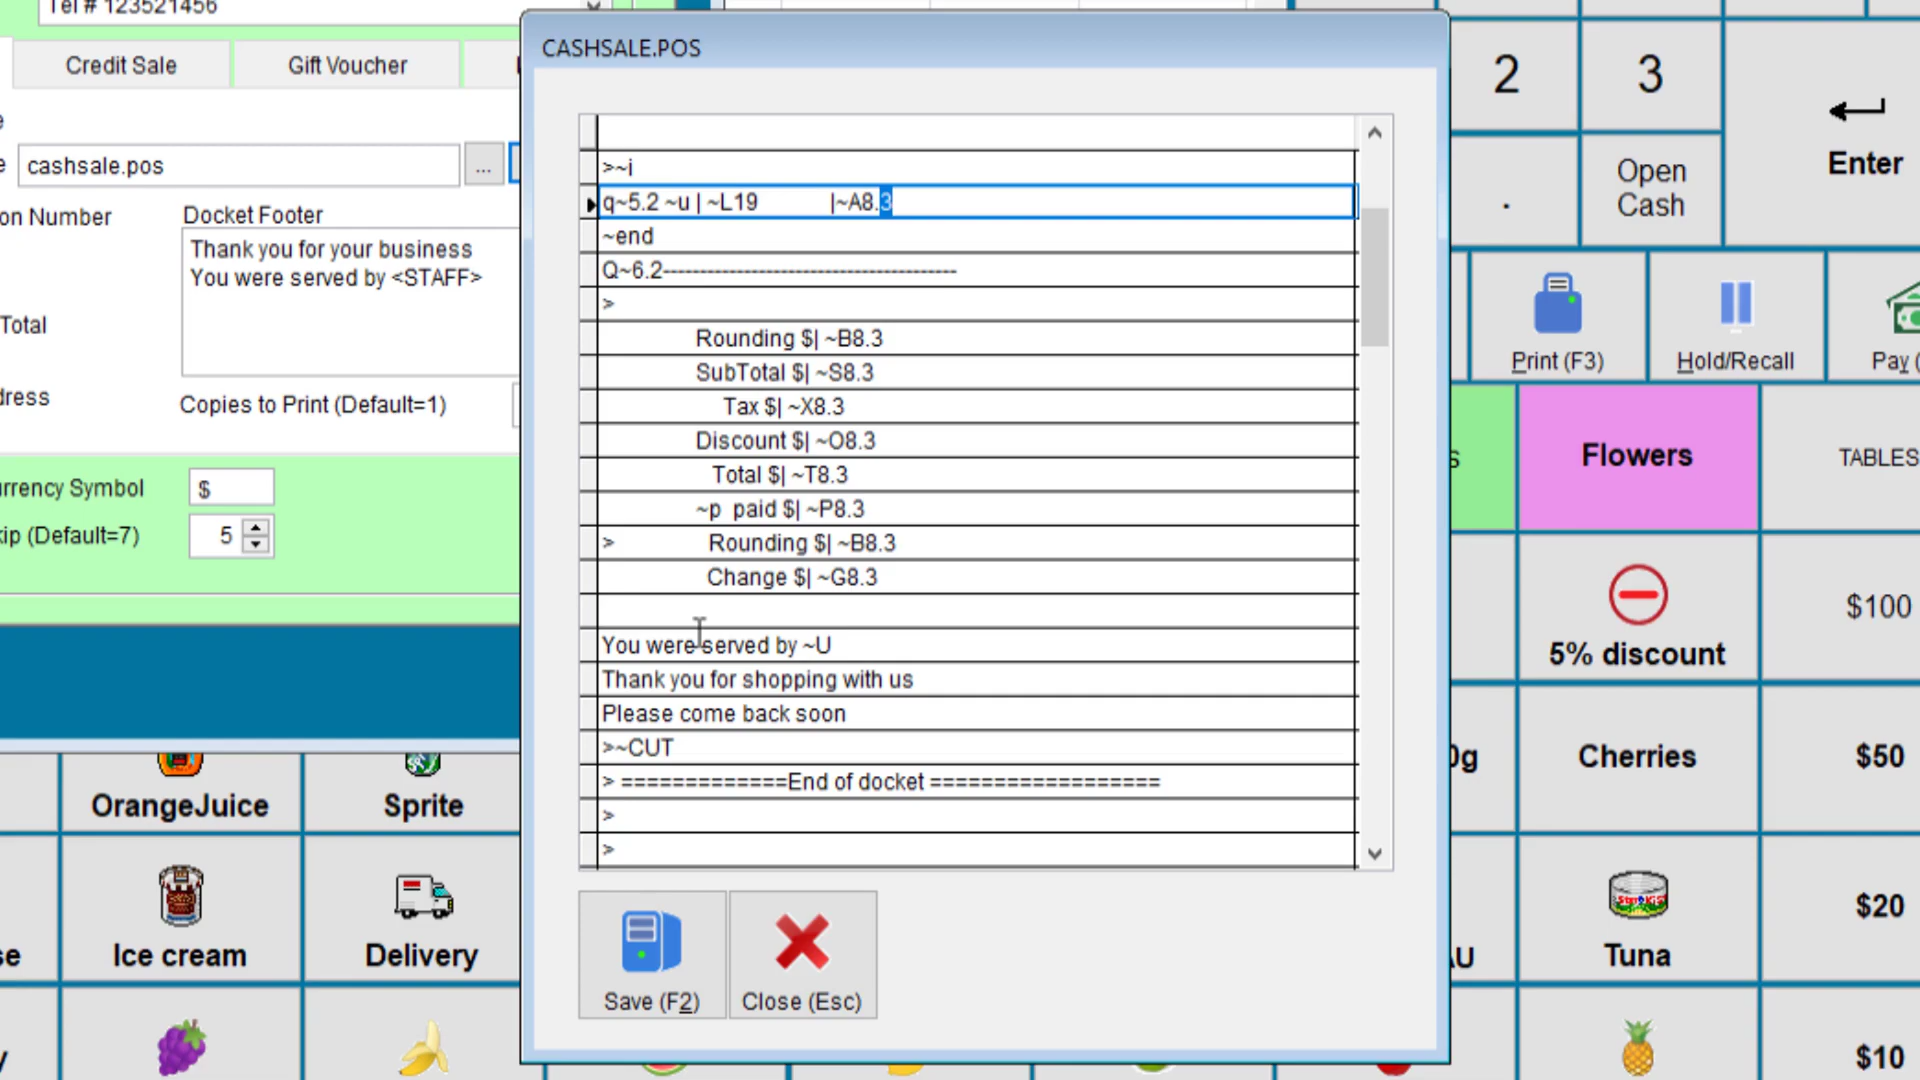 Tel # 123521456
Credit Sale
Gift Voucher
cashsale.pos
...
on Number
Docket Footer
Thank you for your business
You were served by <STAFF>
Total
dress
Copies to Print (Default=1)
urrency Symbol
$
kip (Default=7)
5
CASHSALE.POS
>~i
q~5.2 ~u | ~L19 |~A8.3
~end
Q~6.2----------------------------------------
>
Rounding $| ~B8.3
SubTotal $| ~S8.3
Tax $| ~X8.3
Discount $| ~O8.3
Total $| ~T8.3
~p paid $| ~P8.3
> Rounding $| ~B8.3
Change $| ~G8.3
You were served by ~U
Thank you for shopping with us
Please come back soon
>~CUT
> =============End of docket ==================
>
>
Save (F2)
Close (Esc)
2
3
Enter
.
Open
Cash
Print (F3)
Hold/Recall
Pay (
S
Flowers
TABLES
5% discount
$100
0g
Cherries
$50
OrangeJuice
Sprite
se
Ice cream
Delivery
AU
Tuna
$20
y
$10